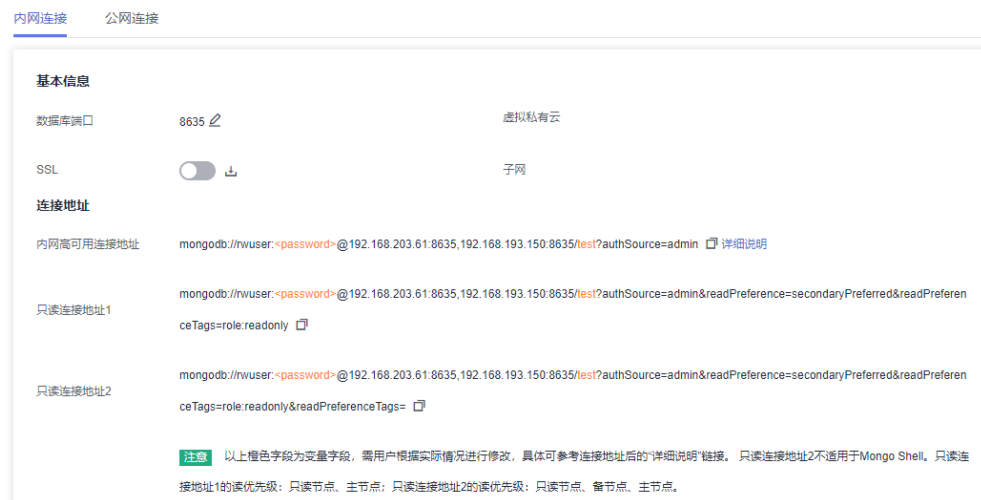 内网连接 公网连接
基本信息
数据库端口 8635 虚拟私有云
SSL 子网
连接地址
内网高可用连接地址 mongodb://rwuser:<password>@192.168.203.61:8635,192.168.193.150:8635/test?authSource=admin 详细说明
mongodb://rwuser:<password>@192.168.203.61:8635,192.168.193.150:8635/test?authSource=admin&readPreference=secondaryPreferred&readPreferen
只读连接地址1
ceTags=role:readonly
mongodb://rwuser:<password>@192.168.203.61:8635,192.168.193.150:8635/test?authSource=admin&readPreference=secondaryPreferred&readPreferen
只读连接地址2
ceTags=role:readonly&readPreferenceTags=
注意 以上橙色字段为变量字段，需用户根据实际情况进行修改，具体可参考连接地址后的“详细说明”链接。 只读连接地址2不适用于Mongo Shell。只读连
接地址1的读优先级：只读节点、主节点；只读连接地址2的读优先级：只读节点、备节点、主节点。